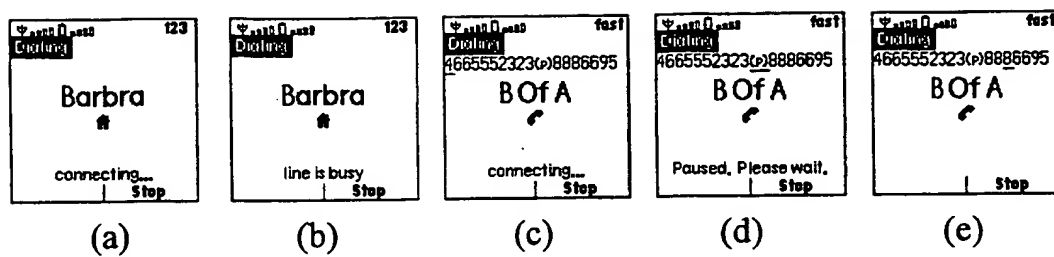 123
Dialing
Barbra
connecting...
Stop
(a)
Dialing
Barbra
line is busy
Stop
(b)
fast
Dialing
4665552323(p)8886695
B Of A
connecting...
Stop
(c)
fast
Dialing
4665552323(p)8886695
B Of A
Paused. Please wait.
Stop
(d)
fast
Dialing
4665552323(p)8886695
B Of A
Stop
(e)